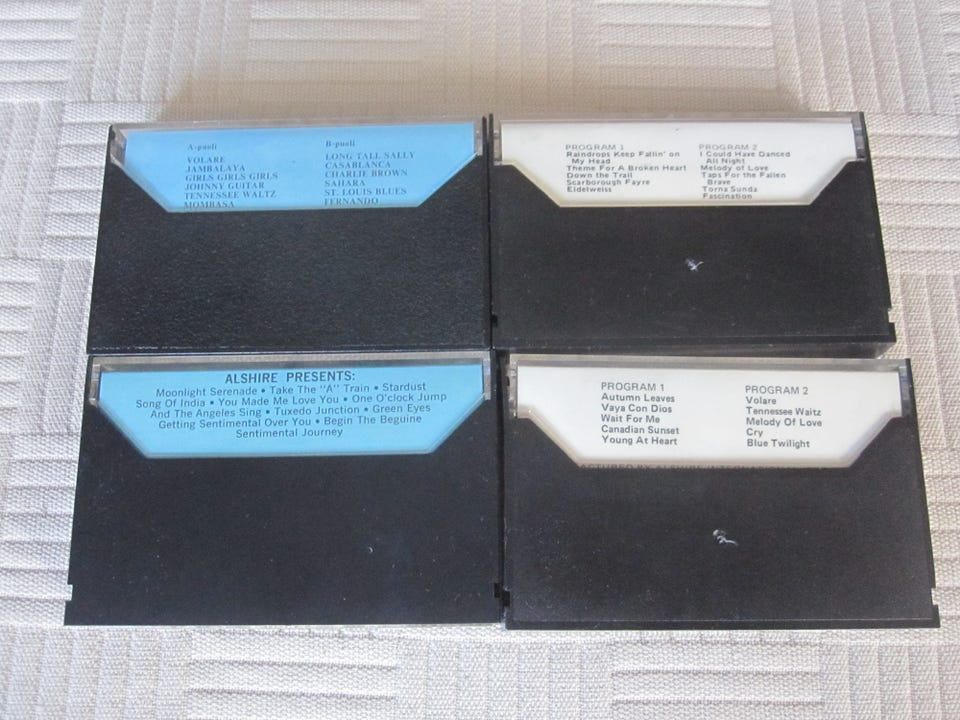 A-puoli
VOLARE
JAMBALAYA
GIRLS GIRLS GIRLS
JOHNNY GUITAR
TENNESSEE WALTZ
MOMBASA
B-puoli
LONG TALL SALLY
CASABLANCA
CHARLIE BROWN
SAHARA
ST. LOUIS BLUES
FERNANDO
PROGRAM 1
Raindrops Keep Fallin' on
My Head
Theme For A Broken Heart
Down the Trail
Scarborough Fayre
Eidelweiss
PROGRAM 2
I Could Have Danced
All Night
Melody of Love
Taps For the Fallen
Brave
Torna Sunda
Fascination
ALSHIRE PRESENTS:
Moonlight Serenade • Take The "A" Train • Stardust
Song Of India • You Made Me Love You • One O'clock Jump
And The Angeles Sing • Tuxedo Junction • Green Eyes
Getting Sentimental Over You • Begin The Beguine
Sentimental Journey
PROGRAM 1
Autumn Leaves
Vaya Con Dios
Wait For Me
Canadian Sunset
Young At Heart
PROGRAM 2
Volare
Tennessee Waitz
Melody Of Love
Cry
Blue Twilight